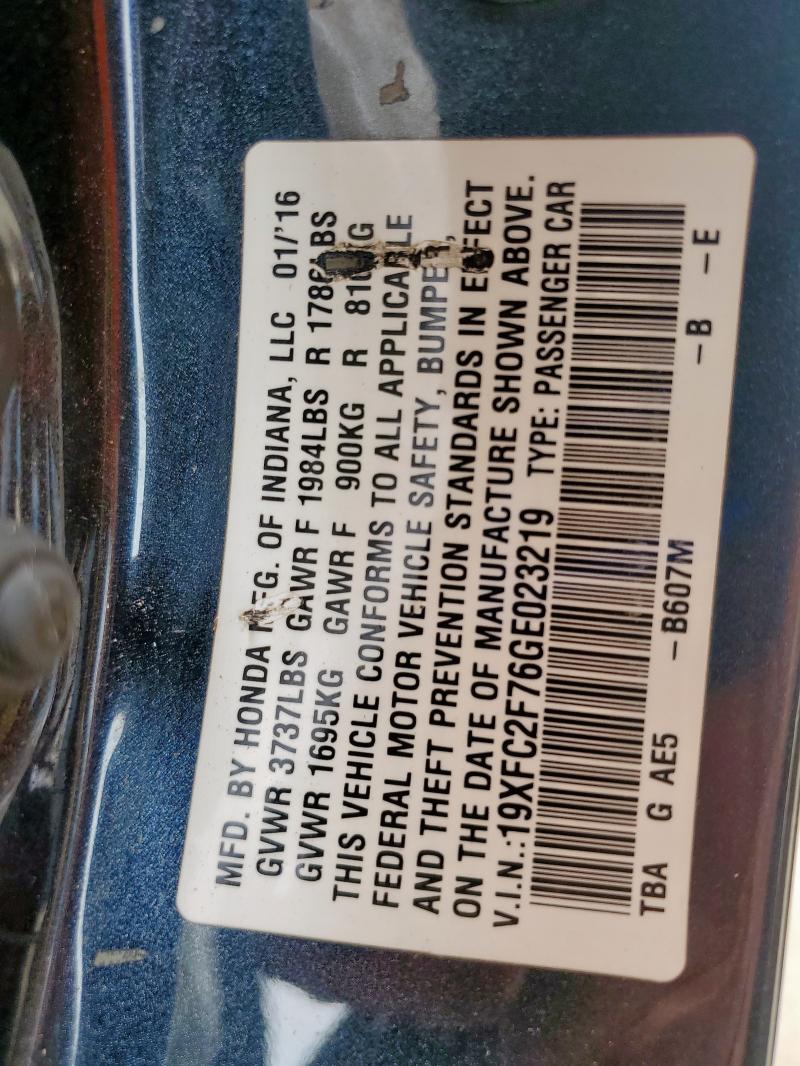 MFD. BY HONDA MFG. OF INDIANA, LLC 01/'16
GVWR 3737LBS GAWR F 1984LBS R 1786LBS
GVWR 1695KG GAWR F 900KG R 810KG
THIS VEHICLE CONFORMS TO ALL APPLICABLE
FEDERAL MOTOR VEHICLE SAFETY, BUMPER,
AND THEFT PREVENTION STANDARDS IN EFFECT
ON THE DATE OF MANUFACTURE SHOWN ABOVE.
V.I.N.:19XFC2F76GE023219 TYPE: PASSENGER CAR
TBA G AE5 -B607M -B -E